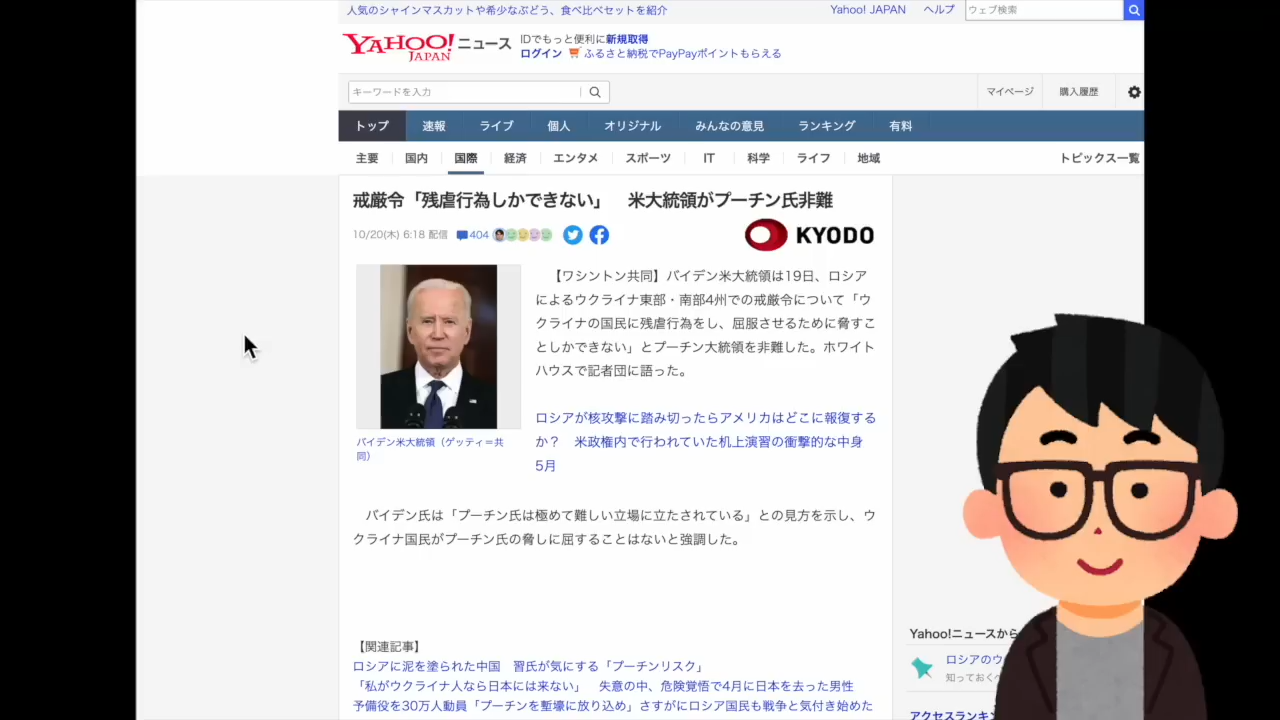 人気のシャインマスカットや希少なぶどう、食べ比べセットを紹介
Yahoo! JAPAN ヘルプ
ウェブ検索
YAHOO! JAPAN ニュース
IDでもっと便利に新規取得
ログイン ふるさと納税でPayPayポイントもらえる
キーワードを入力
マイページ 購入履歴
トップ 速報 ライブ 個人 オリジナル みんなの意見 ランキング 有料
主要 国内 国際 経済 エンタメ スポーツ IT 科学 ライフ 地域 トピックス一覧
戒厳令「残虐行為しかできない」 米大統領がプーチン氏非難
10/20(木) 6:18 配信 404
KYODO
【ワシントン共同】バイデン米大統領は19日、ロシア
によるウクライナ東部・南部4州での戒厳令について「ウ
クライナの国民に残虐行為をし、屈服させるために脅すこ
としかできない」とプーチン大統領を非難した。ホワイト
ハウスで記者団に語った。
バイデン米大統領（ゲッティ＝共
同）
ロシアが核攻撃に踏み切ったらアメリカはどこに報復する
か？ 米政権内で行われていた机上演習の衝撃的な中身
5月
バイデン氏は「プーチン氏は極めて難しい立場に立たされている」との見方を示し、ウ
クライナ国民がプーチン氏の脅しに屈することはないと強調した。
【関連記事】
ロシアに泥を塗られた中国 習氏が気にする「プーチンリスク」
「私がウクライナ人なら日本には来ない」 失意の中、危険覚悟で4月に日本を去った男性
予備役を30万人動員「プーチンを塹壕に放り込め」さすがにロシア国民も戦争と気付き始めた
Yahoo!ニュースから
ロシアのウ
知っておくべ
アクセスランキン